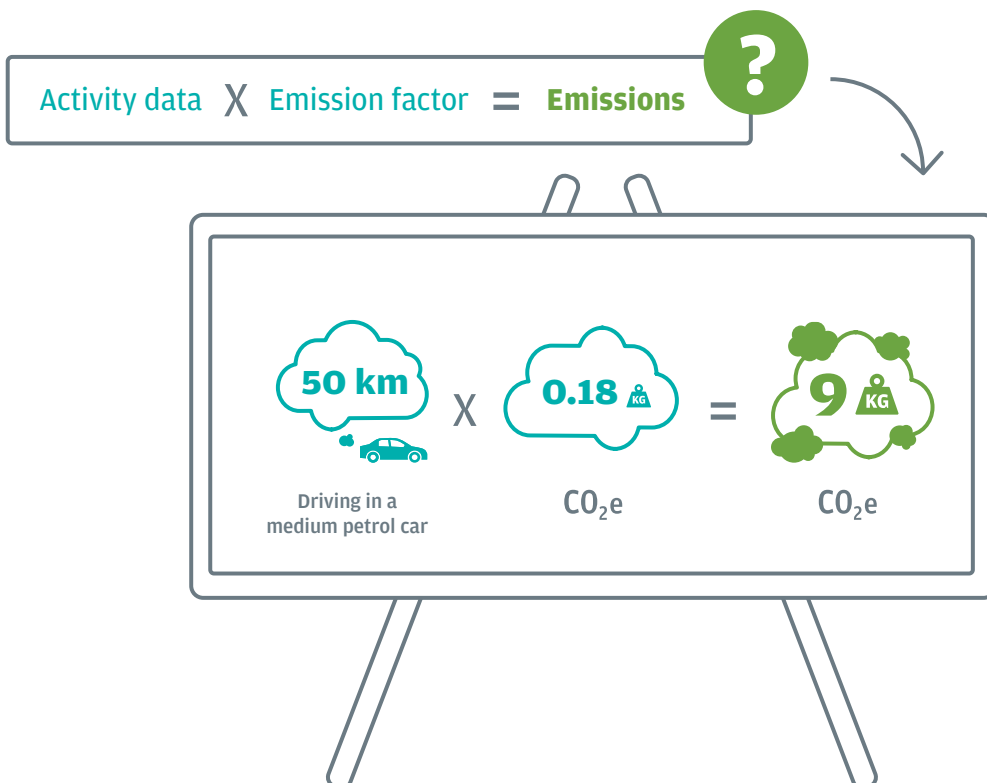 Activity data X Emission factor = Emissions
?
50 km X 0.18 KG = 9 KG
Driving in a
medium petrol car
CO₂e
CO₂e